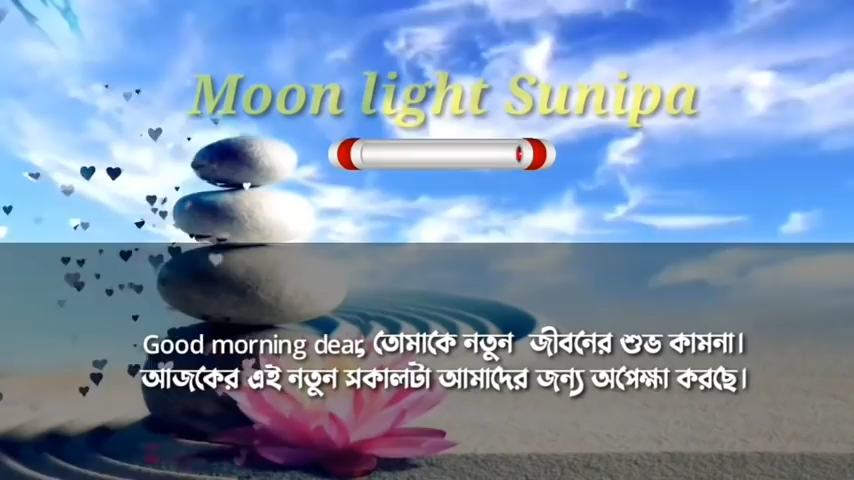 Moon light Sunipa
Good morning dear, তোমাকে নতুন জীবনের শুভ কামনা।
আজকের এই নতুন সকালটা আমাদের জন্য অপেক্ষা করছে।